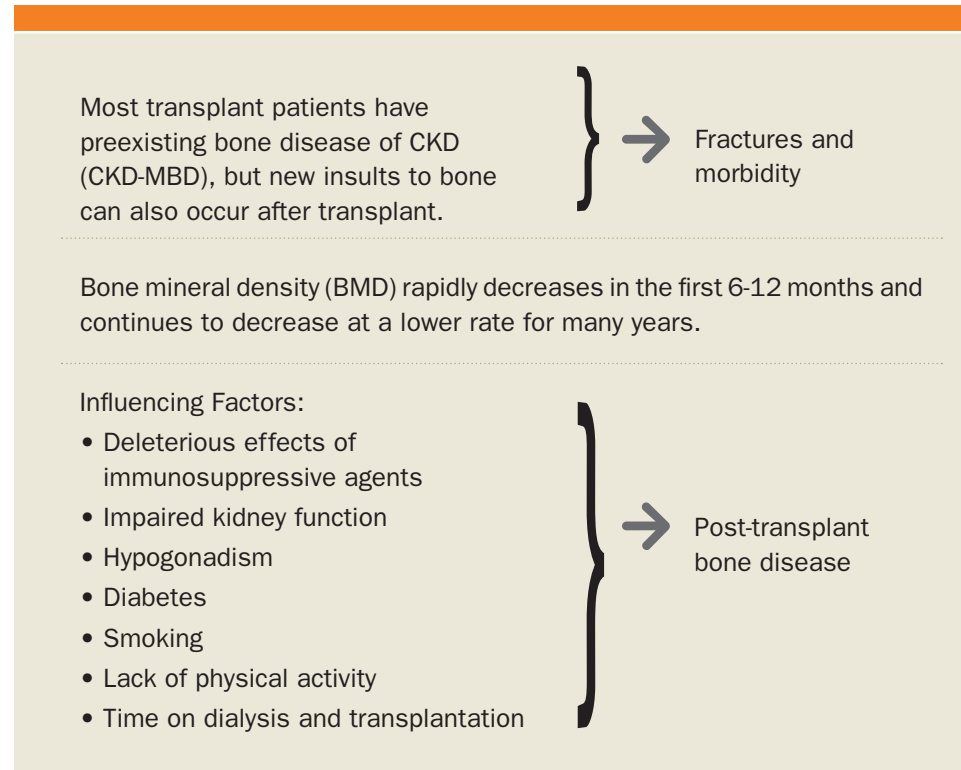 Most transplant patients have
preexisting bone disease of CKD
(CKD-MBD), but new insults to bone
can also occur after transplant.
Fractures and
morbidity
Bone mineral density (BMD) rapidly decreases in the first 6-12 months and
continues to decrease at a lower rate for many years.
Influencing Factors:
• Deleterious effects of
immunosuppressive agents
• Impaired kidney function
• Hypogonadism
• Diabetes
• Smoking
• Lack of physical activity
• Time on dialysis and transplantation
Post-transplant
bone disease